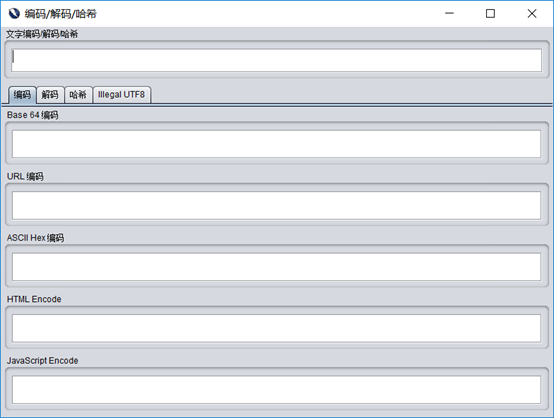 编码/解码/哈希
文字编码/解码/哈希
编码 解码 哈希 Illegal UTF8
Base 64 编码
URL 编码
ASCII Hex 编码
HTML Encode
JavaScript Encode